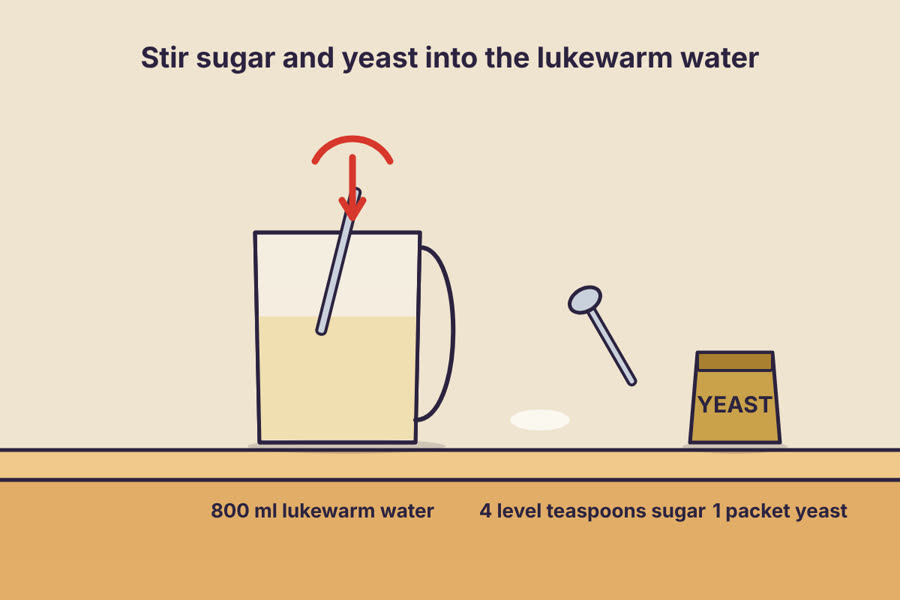 Stir sugar and yeast into the lukewarm water
YEAST
800 ml lukewarm water
4 level teaspoons sugar
1 packet yeast